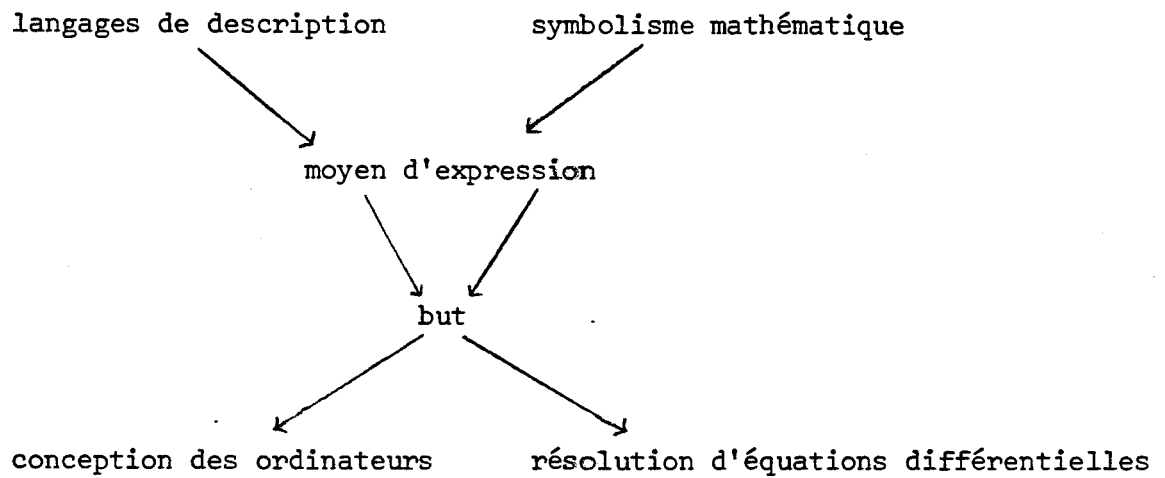 langages de description symbolisme mathématique
moyen d'expression
but
conception des ordinateurs résolution d'équations différentielles